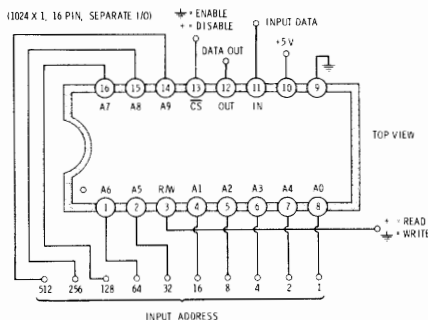 (1024 X 1, 16 PIN, SEPARATE I/O)
= ENABLE
+ = DISABLE
INPUT DATA
DATA OUT
+5 V
16 15 14 13 12 11 10 9
A7 A8 A9 CS OUT IN
TOP VIEW
A6 A5 R/W A1 A2 A3 A4 A0
1 2 3 4 5 6 7 8
+ = READ
= WRITE
512 256 128 64 32 16 8 4 2 1
INPUT ADDRESS